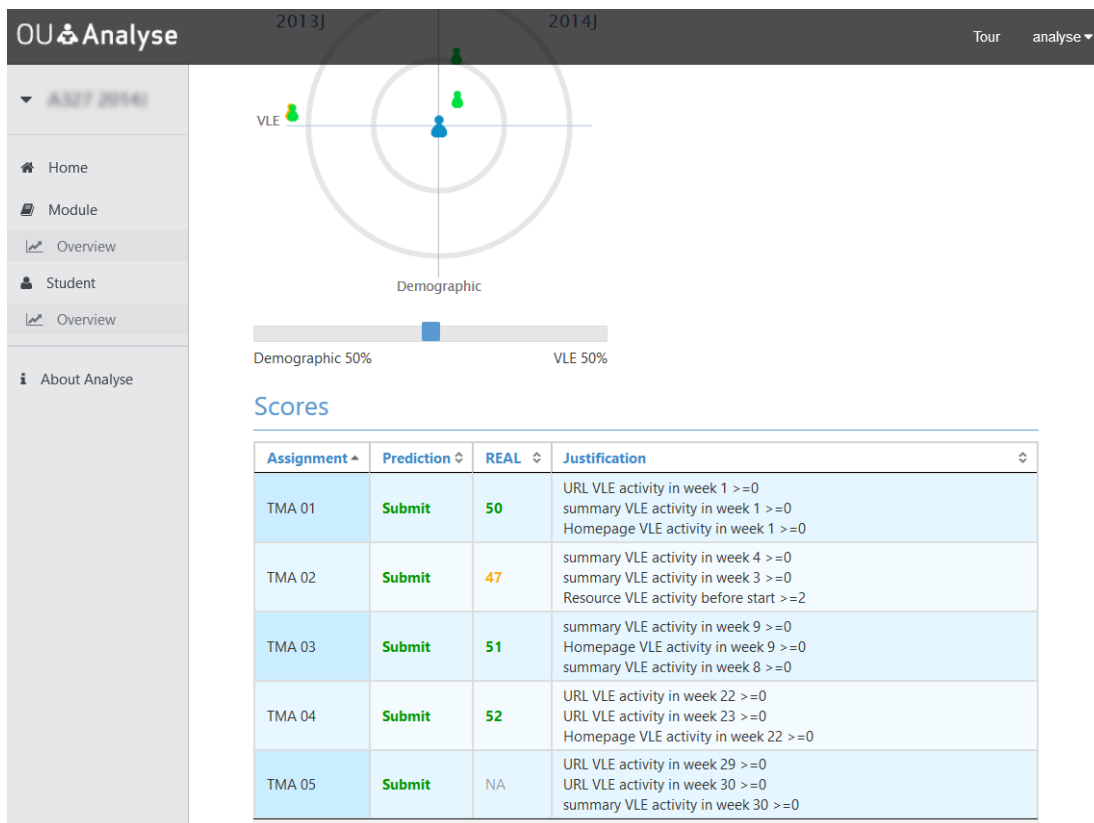 OU Analyse
Tour
analyse
2013J
2014J
VLE
Demographic
Home
Module
Overview
Student
Overview
About Analyse
Demographic 50%
VLE 50%
Scores
Assignment Prediction REAL Justification
TMA 01 Submit 50
URL VLE activity in week 1 >=0
summary VLE activity in week 1 >=0
Homepage VLE activity in week 1 >=0
TMA 02 Submit 47
summary VLE activity in week 4 >=0
summary VLE activity in week 3 >=0
Resource VLE activity before start >=2
TMA 03 Submit 51
summary VLE activity in week 9 >=0
Homepage VLE activity in week 9 >=0
summary VLE activity in week 8 >=0
TMA 04 Submit 52
URL VLE activity in week 22 >=0
URL VLE activity in week 23 >=0
Homepage VLE activity in week 22 >=0
TMA 05 Submit NA
URL VLE activity in week 29 >=0
URL VLE activity in week 30 >=0
summary VLE activity in week 30 >=0